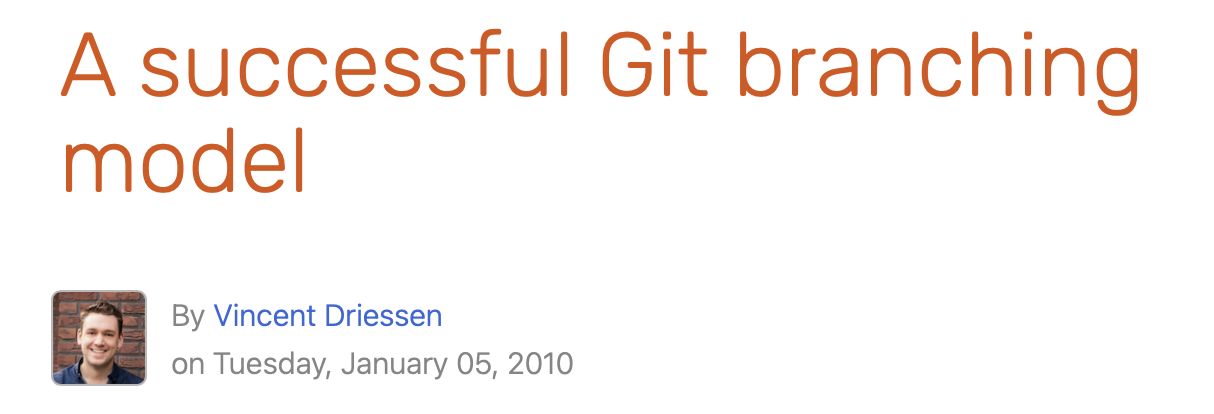 A successful Git branching
model
By Vincent Driessen
on Tuesday, January 05, 2010